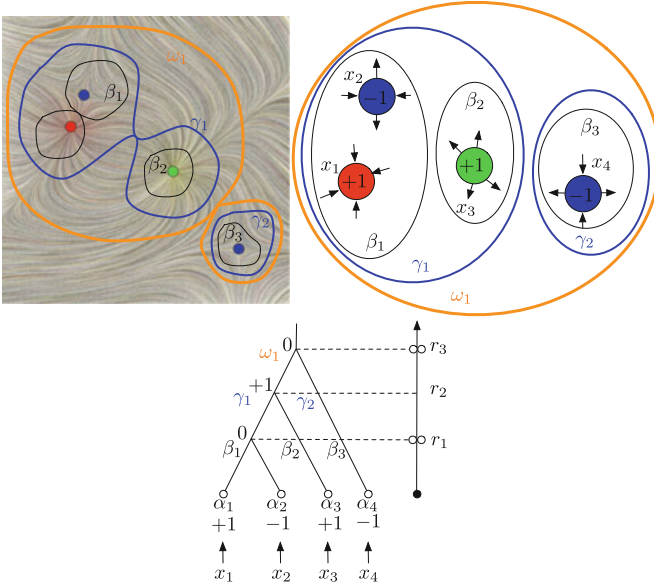 ω₁
β₁
γ₁
β₂
γ₂
β₃
x₂
-1
x₁
+1
β₁
β₂
+1
x₃
γ₁
β₃
x₄
-1
γ₂
ω₁
0
ω₁
r₃
+1
γ₁
γ₂
r₂
0
β₁
β₂
β₃
r₁
α₁ α₂ α₃ α₄
+1 -1 +1 -1
x₁ x₂ x₃ x₄